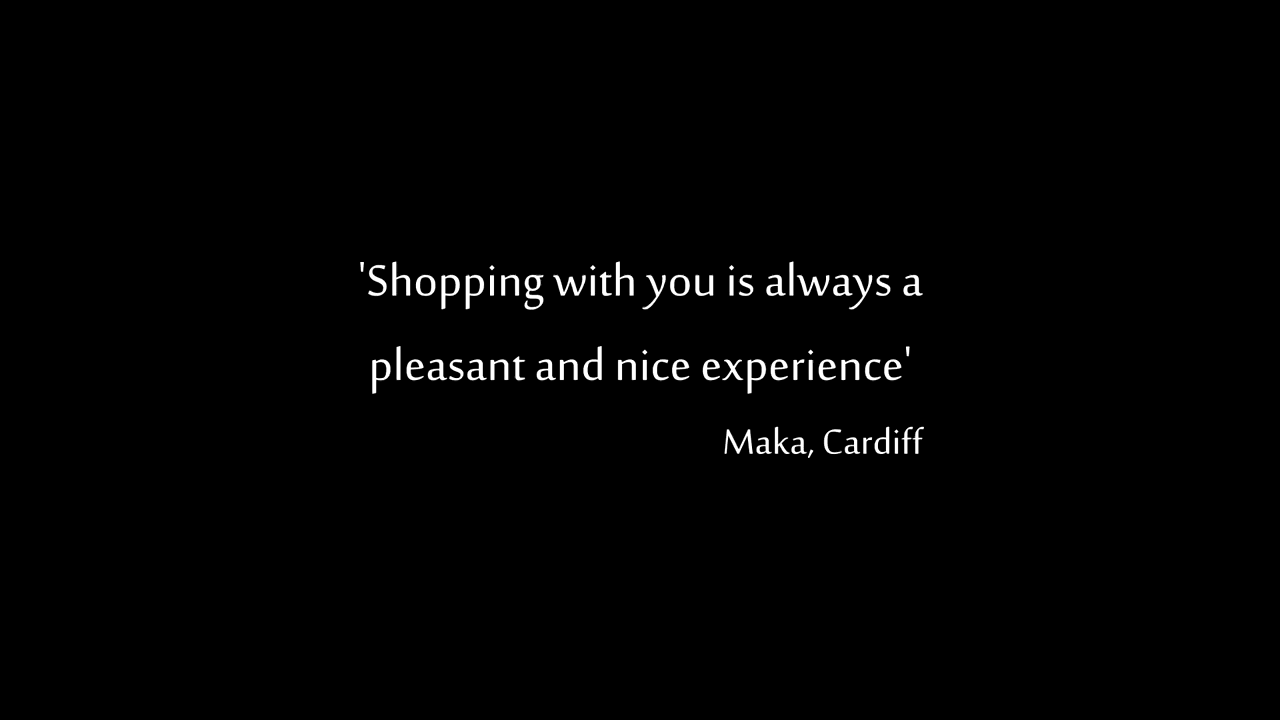 'Shopping with you is always a
pleasant and nice experience'
Maka, Cardiff